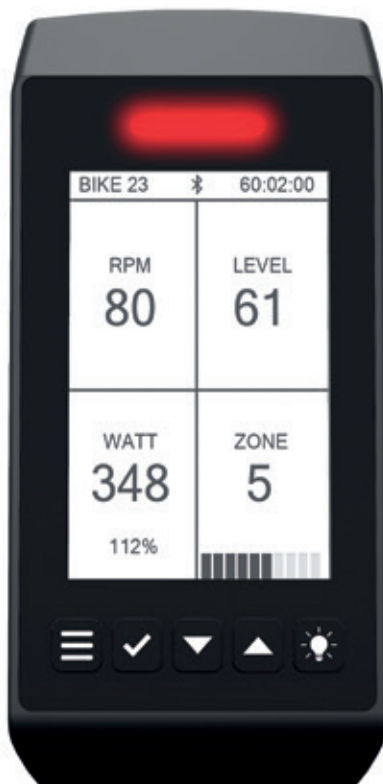 BIKE 23 60:02:00
RPM
80
LEVEL
61
WATT
348
112%
ZONE
5